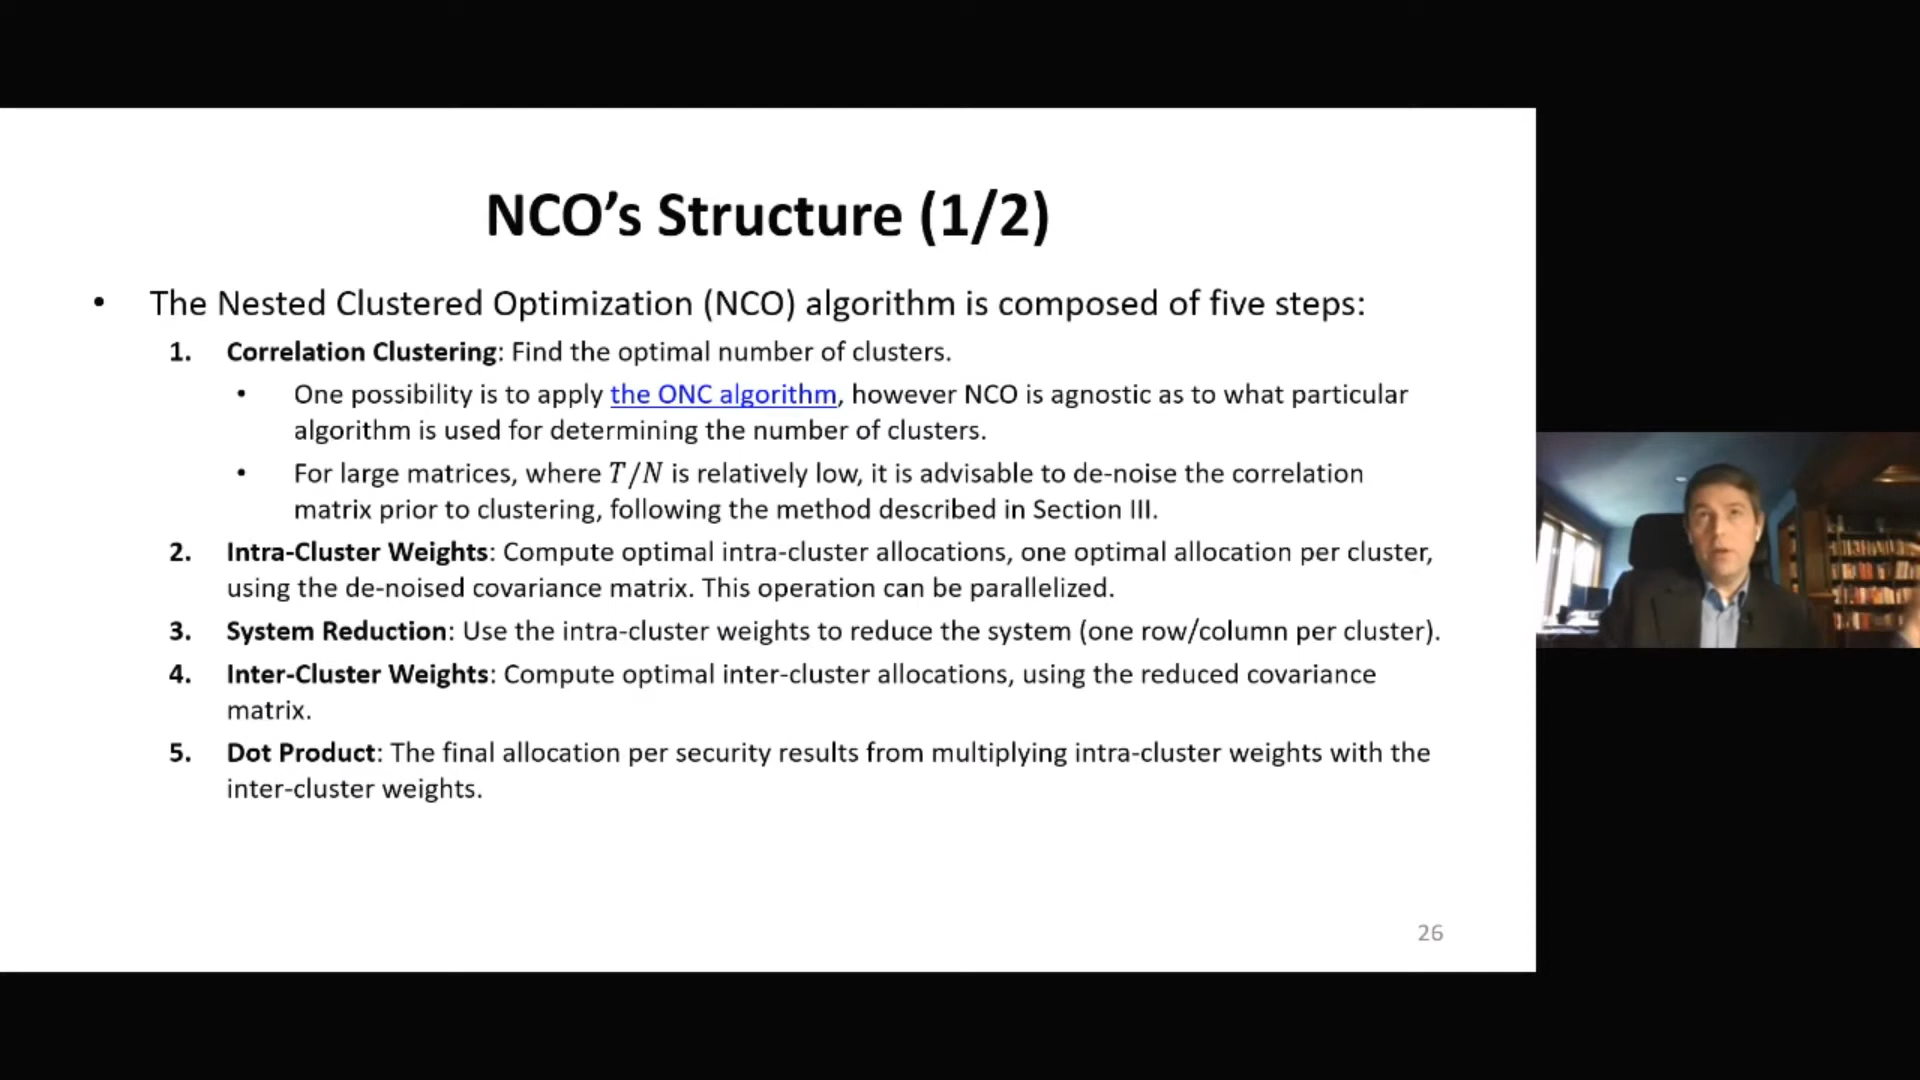 NCO’s Structure (1/2)
• The Nested Clustered Optimization (NCO) algorithm is composed of five steps:
1. Correlation Clustering: Find the optimal number of clusters.
• One possibility is to apply the ONC algorithm, however NCO is agnostic as to what particular
algorithm is used for determining the number of clusters.
• For large matrices, where T/N is relatively low, it is advisable to de-noise the correlation
matrix prior to clustering, following the method described in Section III.
2. Intra-Cluster Weights: Compute optimal intra-cluster allocations, one optimal allocation per cluster,
using the de-noised covariance matrix. This operation can be parallelized.
3. System Reduction: Use the intra-cluster weights to reduce the system (one row/column per cluster).
4. Inter-Cluster Weights: Compute optimal inter-cluster allocations, using the reduced covariance
matrix.
5. Dot Product: The final allocation per security results from multiplying intra-cluster weights with the
inter-cluster weights.
26